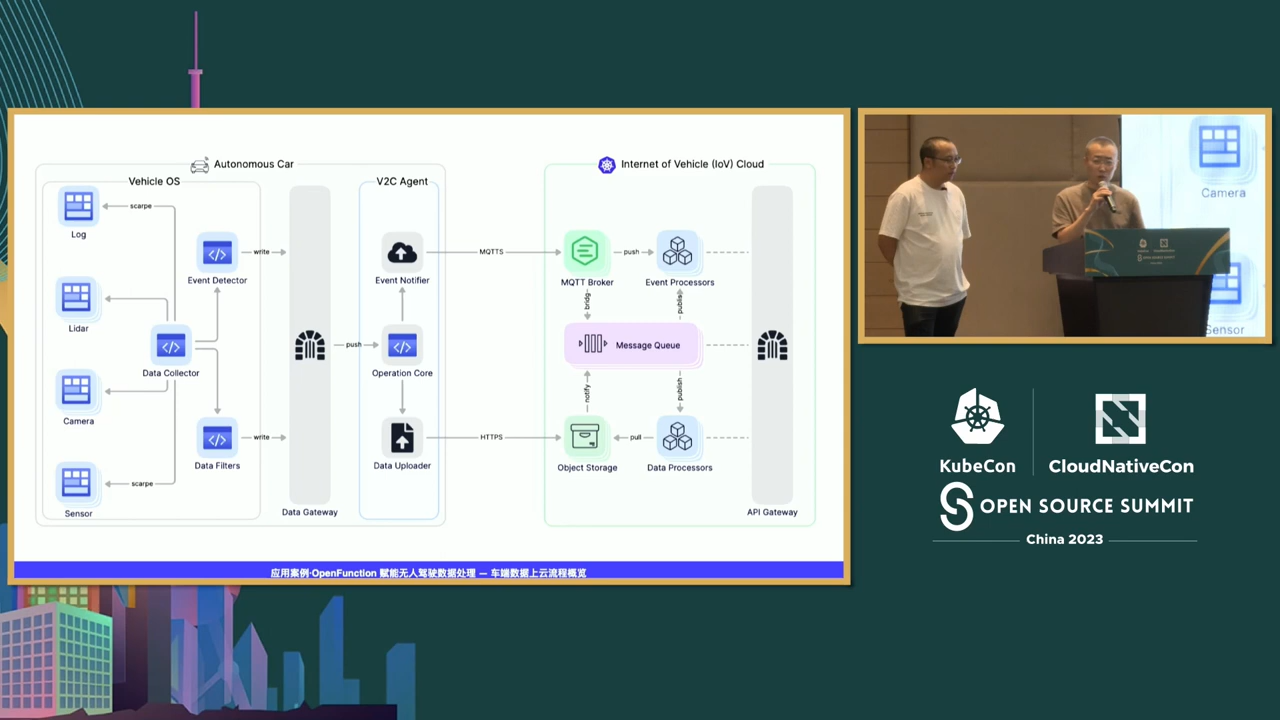 Autonomous Car
Vehicle OS
V2C Agent
Log
scarpe
Lidar
Camera
scarpe
Sensor
Data Collector
Event Detector
write
Data Filters
write
Data Gateway
push
Event Notifier
Operation Core
Data Uploader
MQTTS
HTTPS
Internet of Vehicle (IoV) Cloud
MQTT Broker
push
Event Processors
bridg
publis
Message Queue
notify
publish
Object Storage
pull
Data Processors
API Gateway
应用案例·OpenFunction 赋能无人驾驶数据处理 — 车端数据上云流程概览
Camera
Sensor
KubeCon
CloudNativeCon
OPEN SOURCE SUMMIT
China 2023